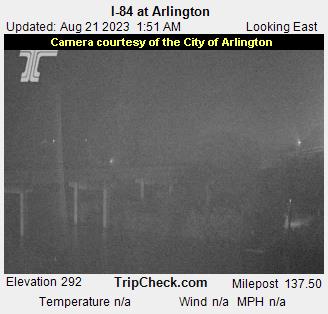 I-84 at Arlington
Updated: Aug 21 2023 1:51 AM Looking East
Camera courtesy of the City of Arlington
Elevation 292 TripCheck.com Milepost 137.50
Temperature n/a Wind n/a MPH n/a